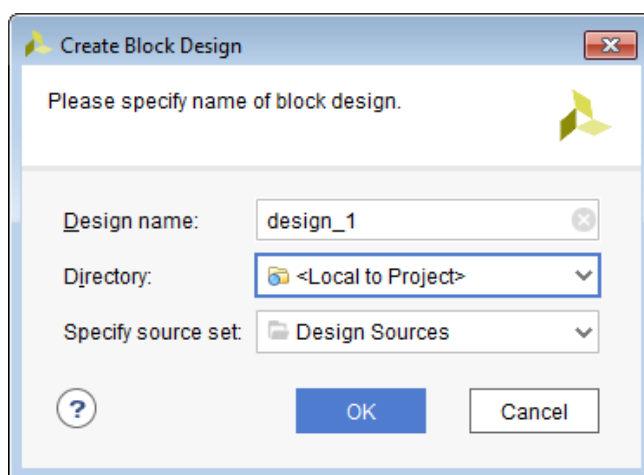 Create Block Design
Please specify name of block design.
Design name: design_1
Directory: <Local to Project>
Specify source set: Design Sources
? OK Cancel